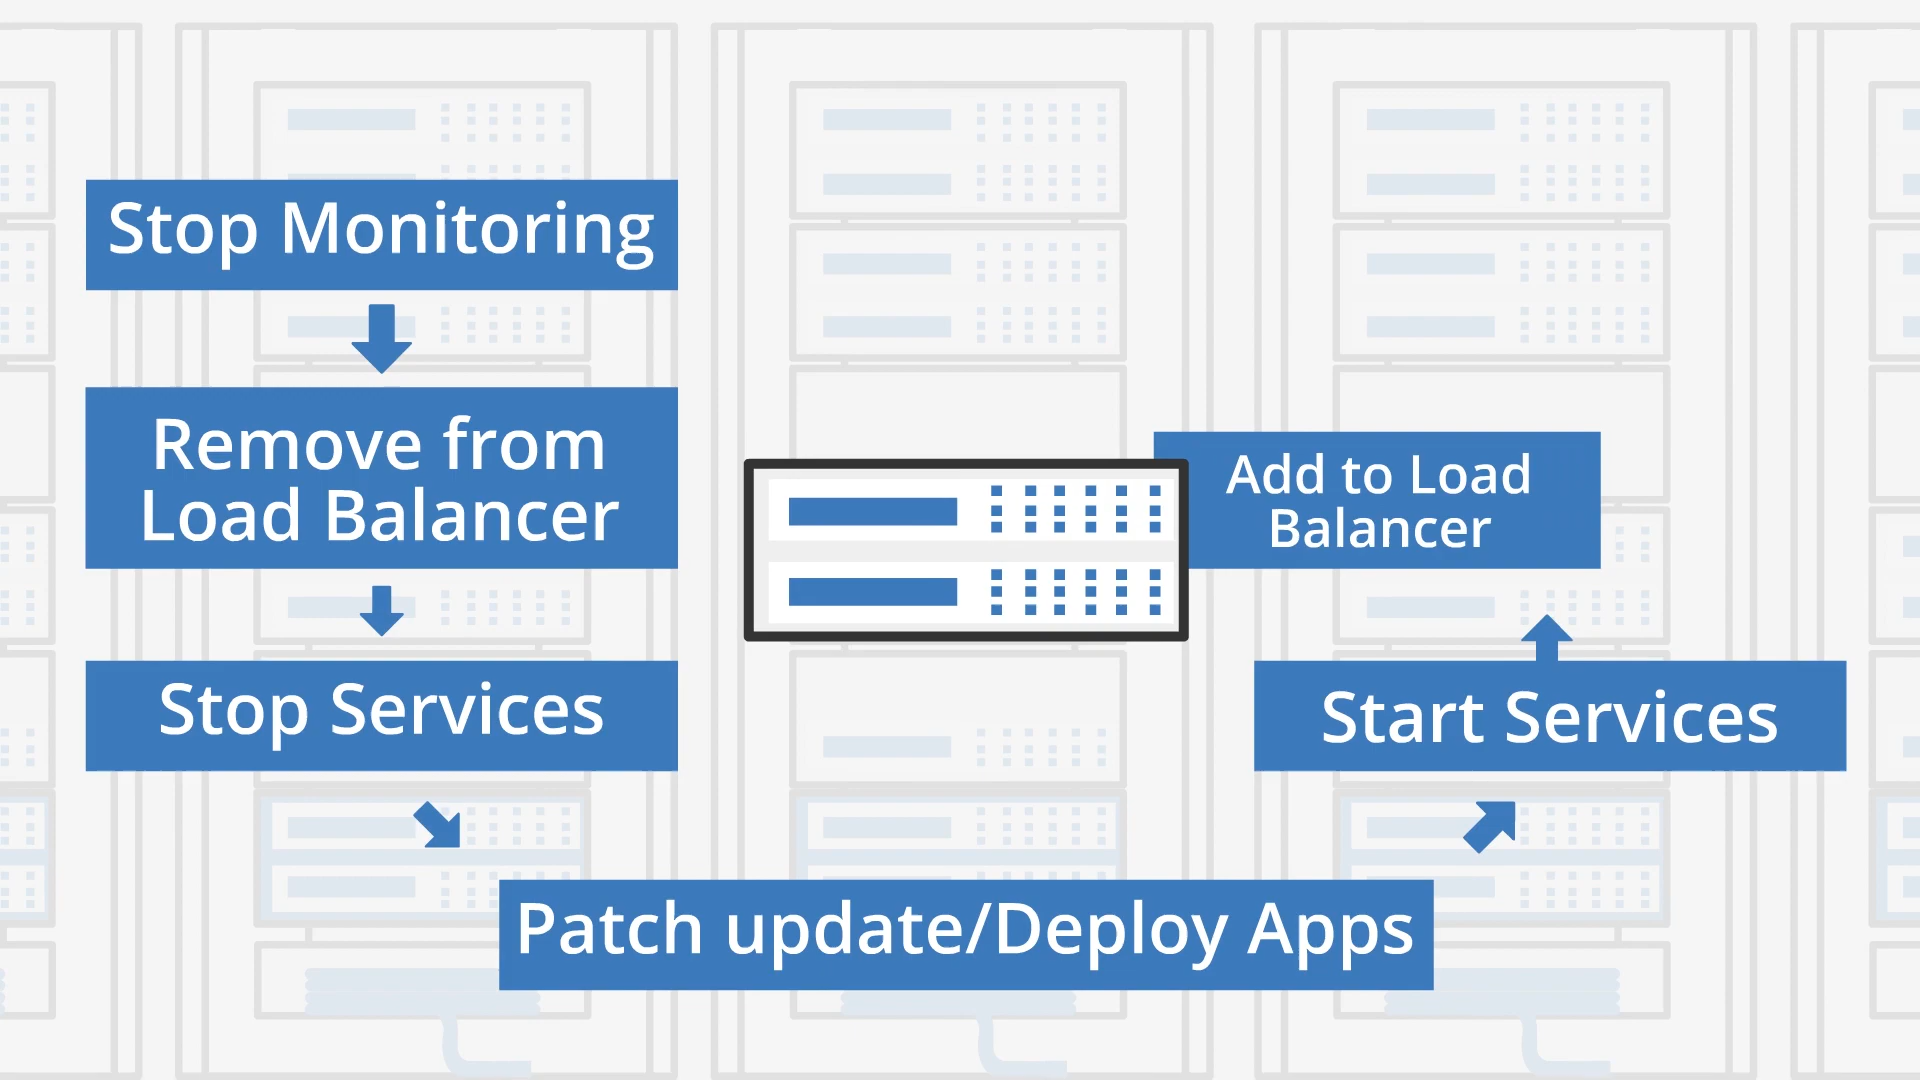 Stop Monitoring
Remove from
Load Balancer
Stop Services
Patch update/Deploy Apps
Start Services
Add to Load
Balancer